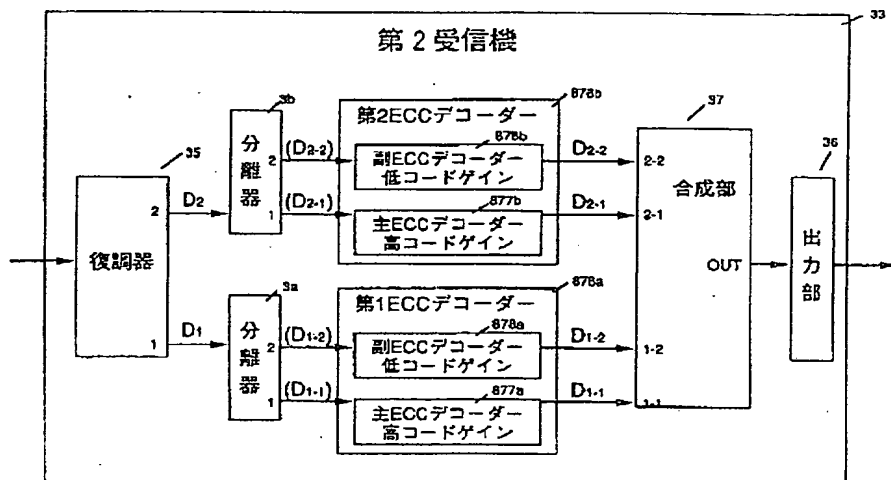 33
第2受信機
878b
37
3b
第2ECCデコーダー
36
35
分離器
(D2-2)
878b
副ECCデコーダー
低コードゲイン
D2-2
2-2
合成部
2
2
D2
(D2-1)
1
877b
主ECCデコーダー
高コードゲイン
D2-1
2-1
復調器
OUT
出力部
3a
878a
第1ECCデコーダー
D1
1
分離器
(D1-2)
2
878a
副ECCデコーダー
低コードゲイン
D1-2
1-2
(D1-1)
1
877a
主ECCデコーダー
高コードゲイン
D1-1
1-1